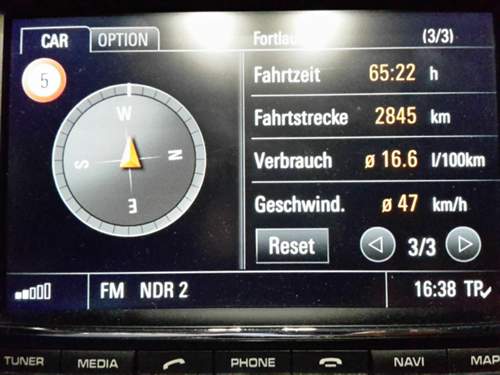 CAR
OPTION
(3/3)
5
Fahrtzeit 65:22 h
Fahrtstrecke 2845 km
Verbrauch ø 16.6 l/100km
Geschwind. ø 47 km/h
W
S
N
E
Reset
3/3
FM NDR 2
16:38 TP
TUNER
MEDIA
PHONE
NAVI
MAP